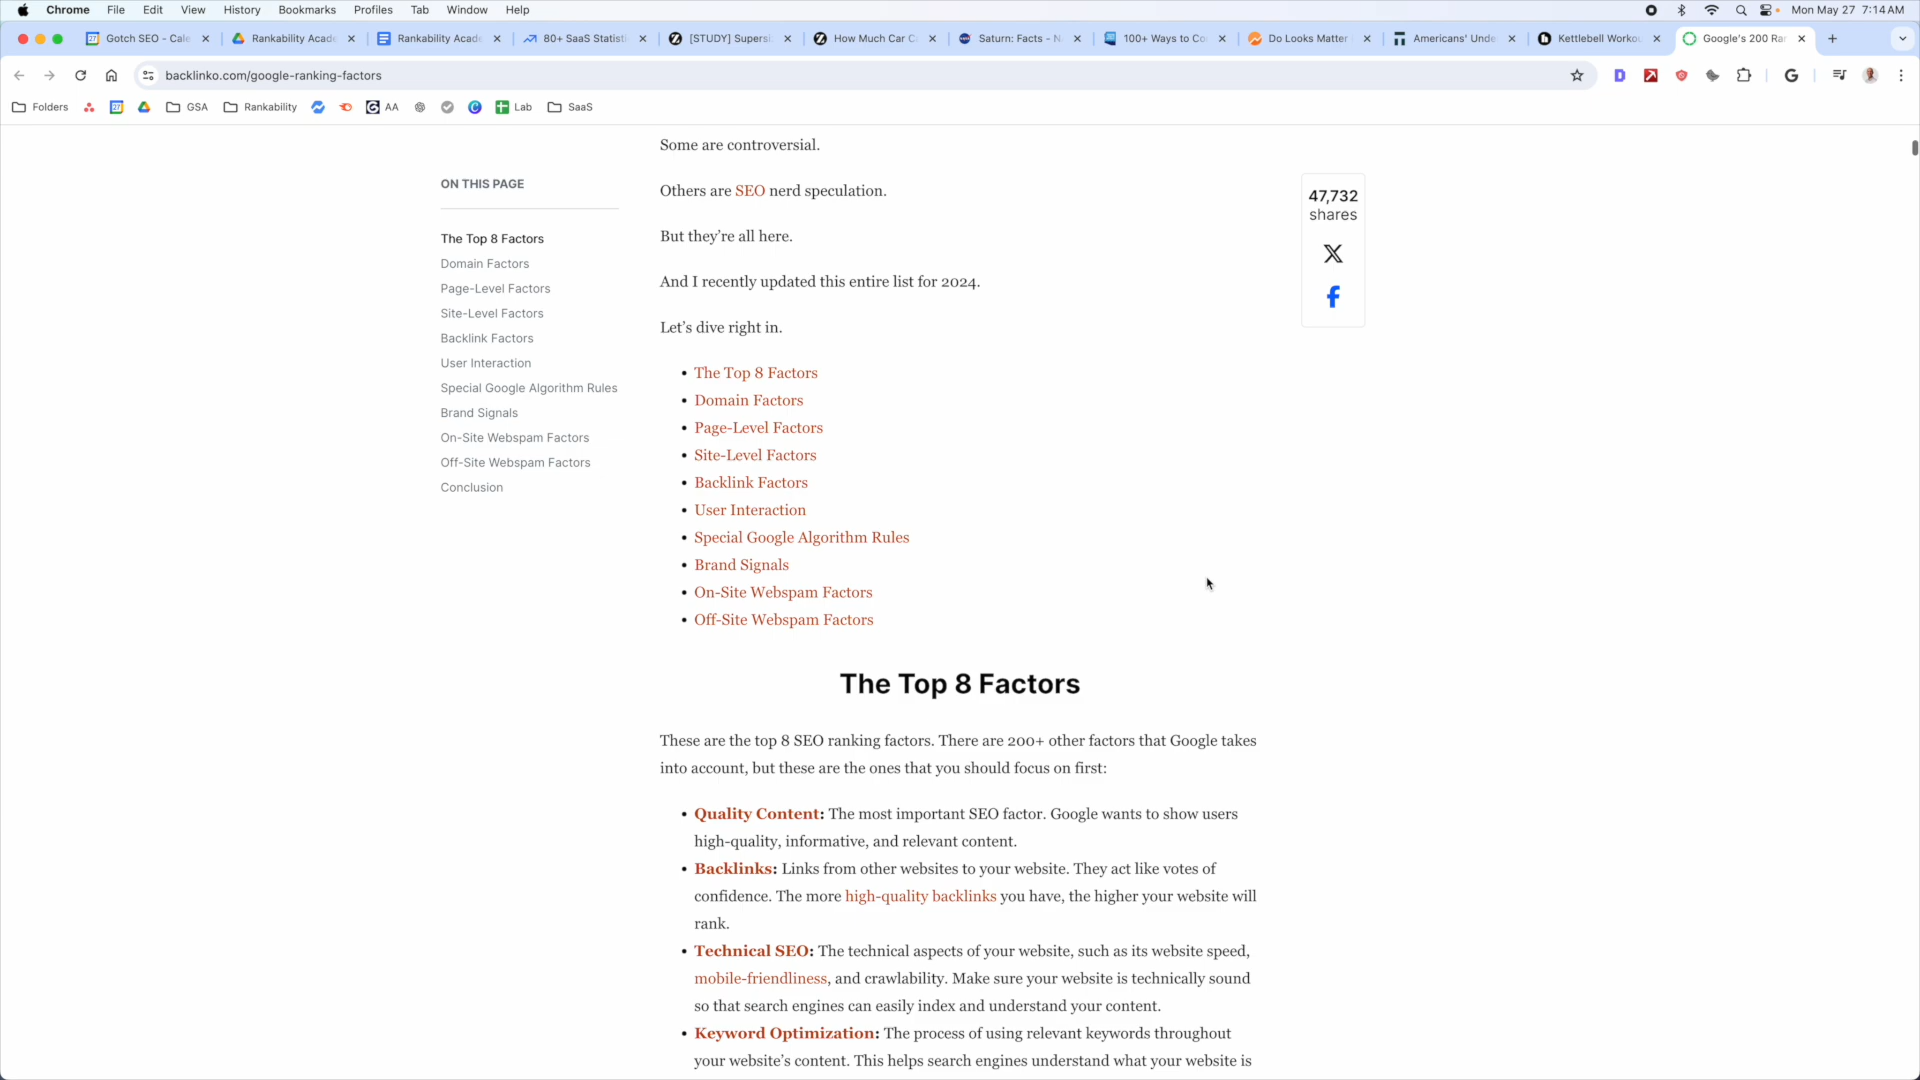 Chrome File Edit View History Bookmarks Profiles Tab Window Help Mon May 27 7:14 AM
Gotch SEO - Cale Rankability Acade Rankability Acade 80+ SaaS Statisti [STUDY] Supersi How Much Car C Saturn: Facts - N 100+ Ways to Co Do Looks Matter Americans' Unde Kettlebell Workou Google's 200 Ran
backlinko.com/google-ranking-factors
Folders GSA Rankability AA Lab SaaS
Some are controversial.
ON THIS PAGE
Others are SEO nerd speculation.
47,732
shares
The Top 8 Factors
But they're all here.
Domain Factors
And I recently updated this entire list for 2024.
Page-Level Factors
Site-Level Factors
Let's dive right in.
Backlink Factors
User Interaction
Special Google Algorithm Rules
Brand Signals
On-Site Webspam Factors
Off-Site Webspam Factors
Conclusion
• The Top 8 Factors
• Domain Factors
• Page-Level Factors
• Site-Level Factors
• Backlink Factors
• User Interaction
• Special Google Algorithm Rules
• Brand Signals
• On-Site Webspam Factors
• Off-Site Webspam Factors
The Top 8 Factors
These are the top 8 SEO ranking factors. There are 200+ other factors that Google takes
into account, but these are the ones that you should focus on first:
• Quality Content: The most important SEO factor. Google wants to show users
high-quality, informative, and relevant content.
• Backlinks: Links from other websites to your website. They act like votes of
confidence. The more high-quality backlinks you have, the higher your website will
rank.
• Technical SEO: The technical aspects of your website, such as its website speed,
mobile-friendliness, and crawlability. Make sure your website is technically sound
so that search engines can easily index and understand your content.
• Keyword Optimization: The process of using relevant keywords throughout
your website's content. This helps search engines understand what your website is